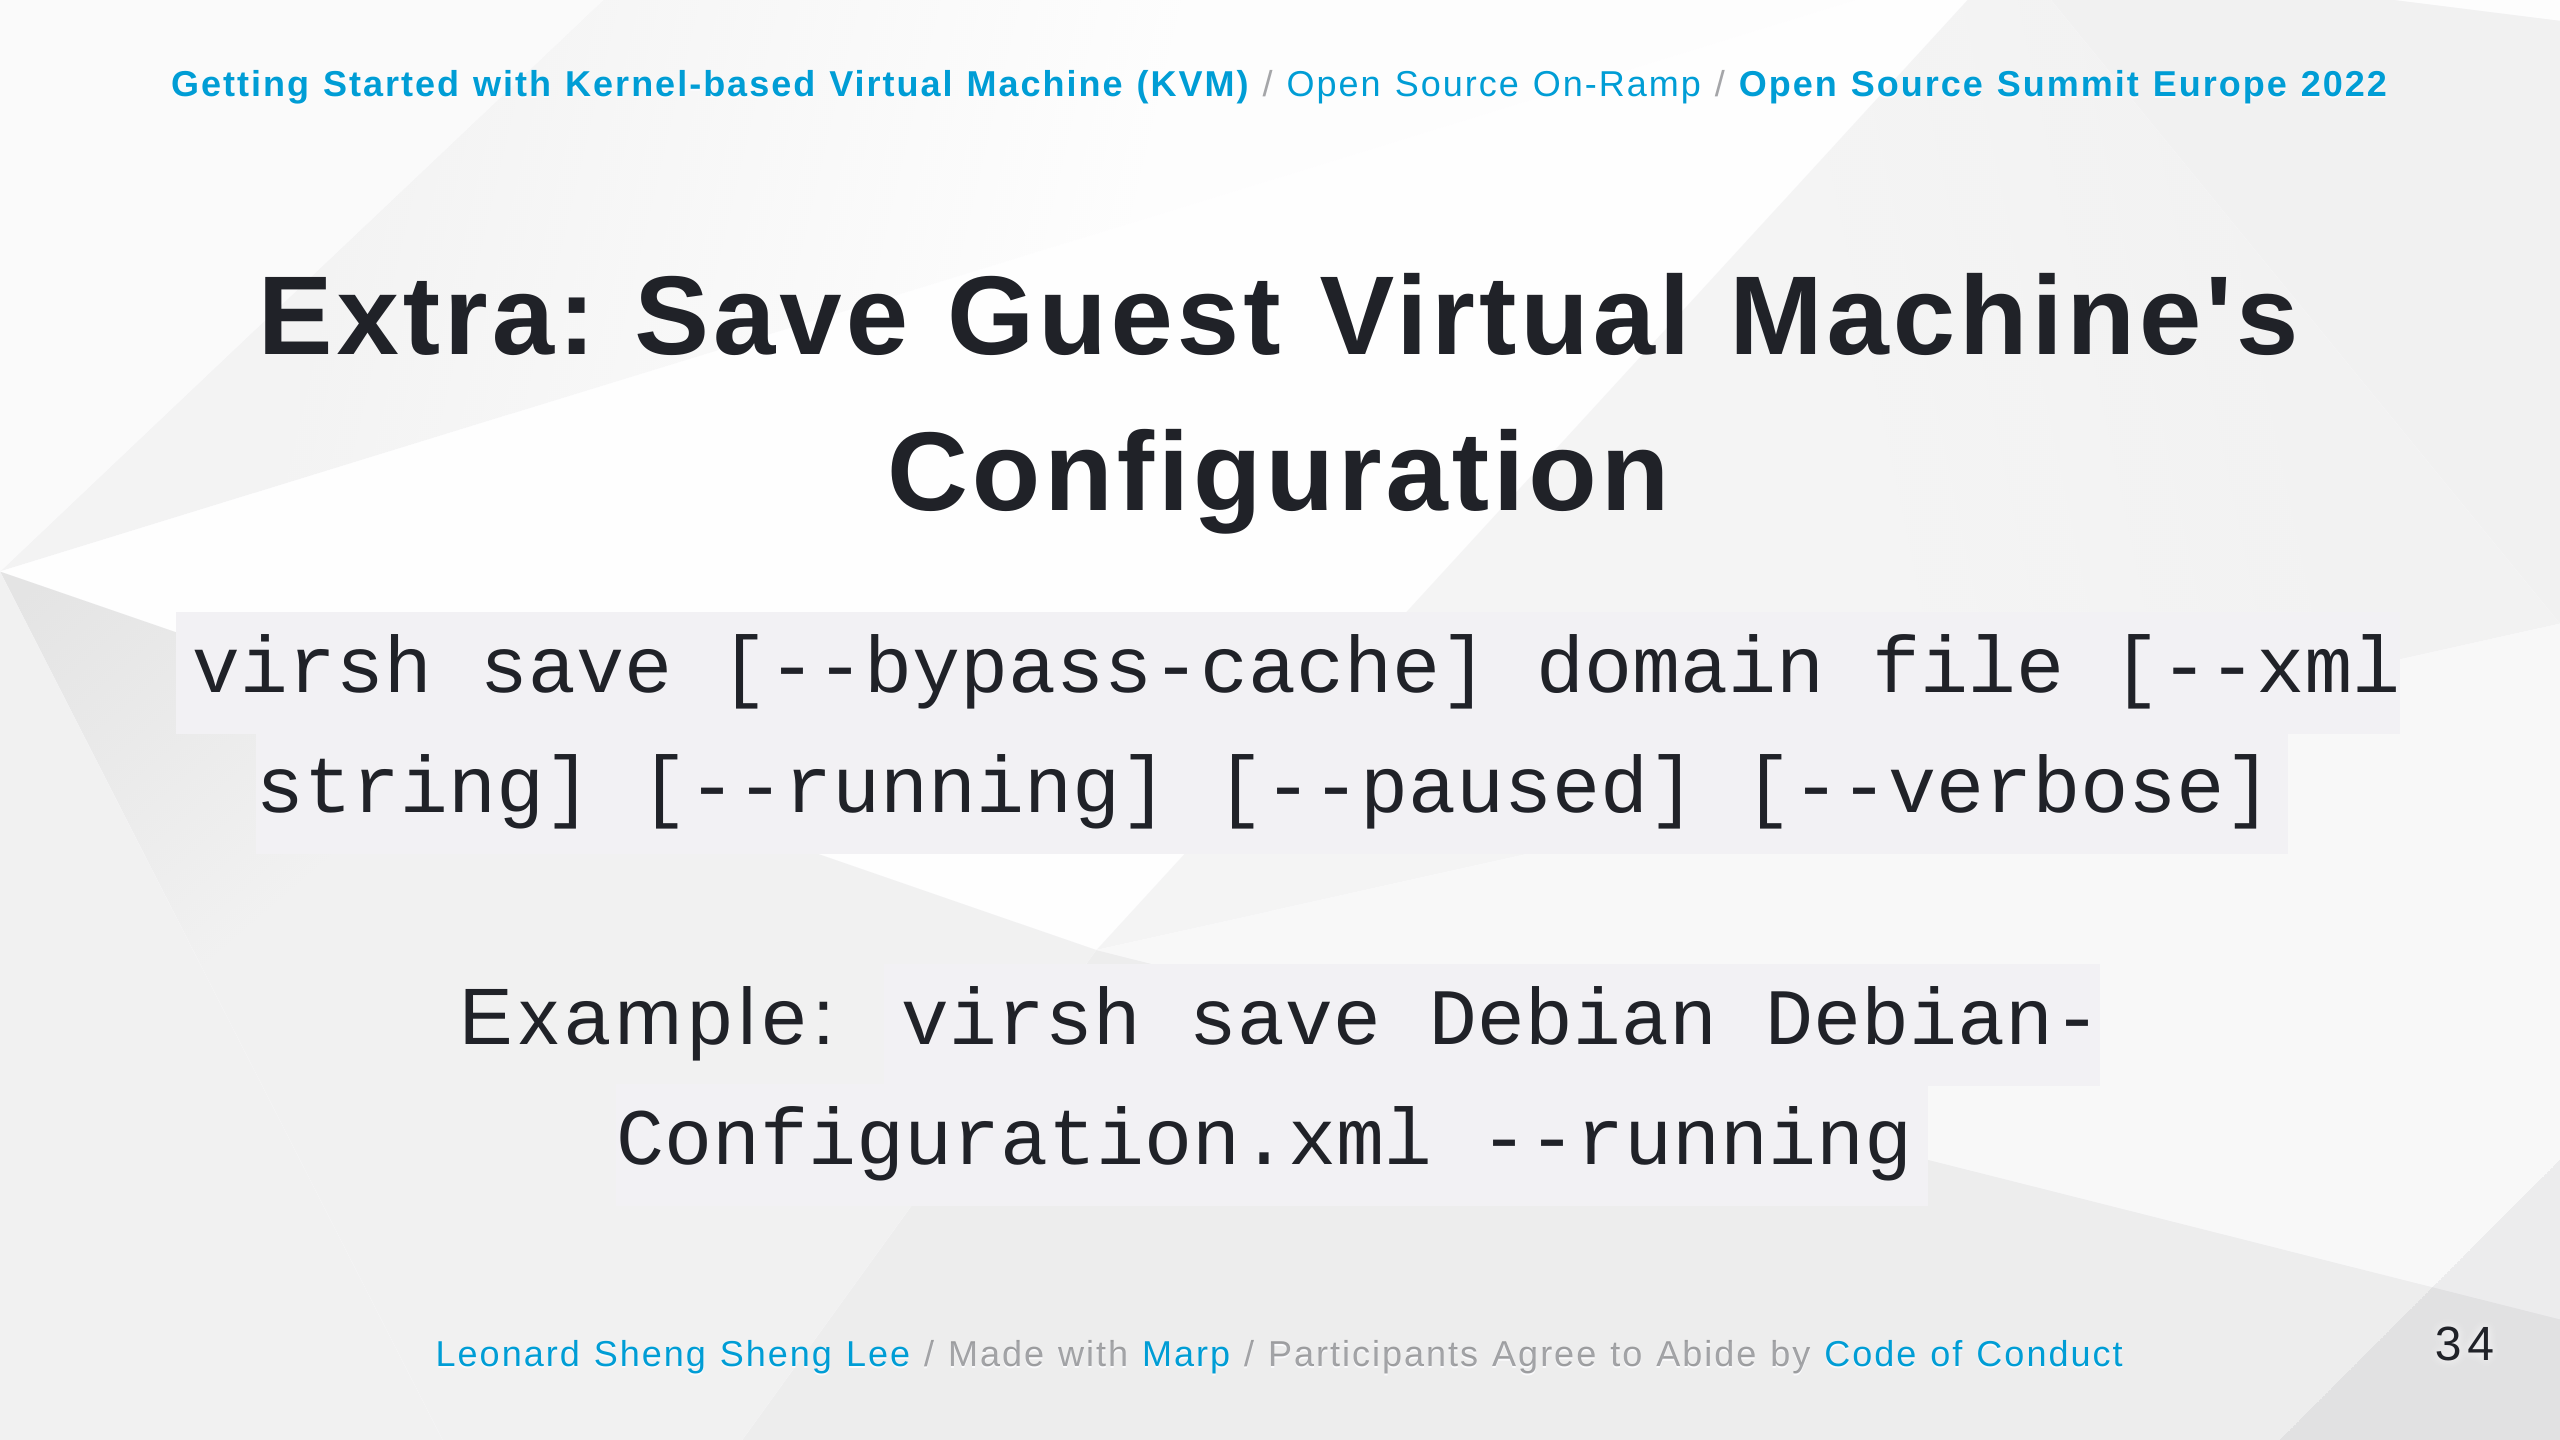 Getting Started with Kernel-based Virtual Machine (KVM) / Open Source On-Ramp / Open Source Summit Europe 2022
Extra: Save Guest Virtual Machine's
Configuration
virsh save [--bypass-cache] domain file [--xml
string] [--running] [--paused] [--verbose]
Example: virsh save Debian Debian-
Configuration.xml --running
Leonard Sheng Sheng Lee / Made with Marp / Participants Agree to Abide by Code of Conduct
34